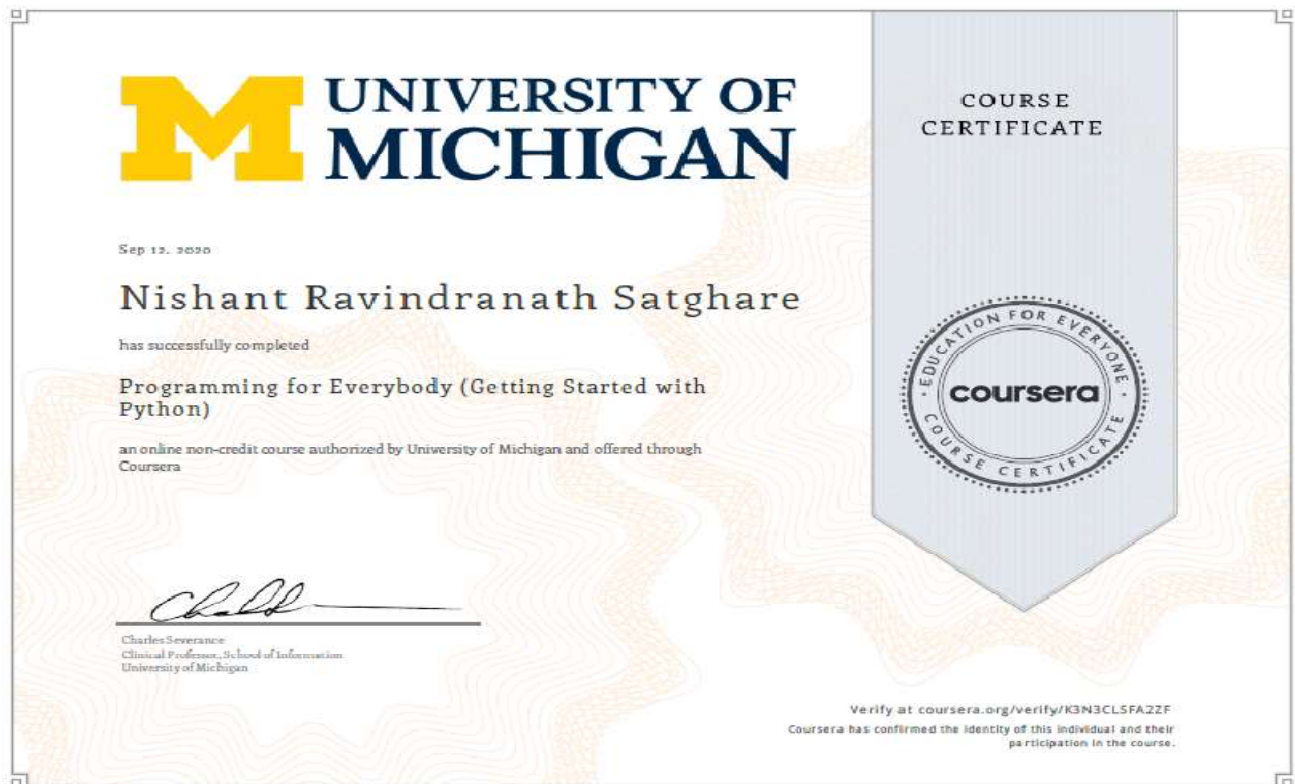 UNIVERSITY OF
MICHIGAN
COURSE
CERTIFICATE
Sep 12, 2020
Nishant Ravindranath Satghare
has successfully completed
Programming for Everybody (Getting Started with
Python)
an online non-credit course authorized by University of Michigan and offered through
Coursera
EDUCATION FOR EVERYONE
coursera
COURSE CERTIFICATE
Charles Severance
Clinical Professor, School of Information
University of Michigan
Verify at coursera.org/verify/K3N3CLSFA2ZF
Coursera has confirmed the identity of this individual and their
participation in the course.